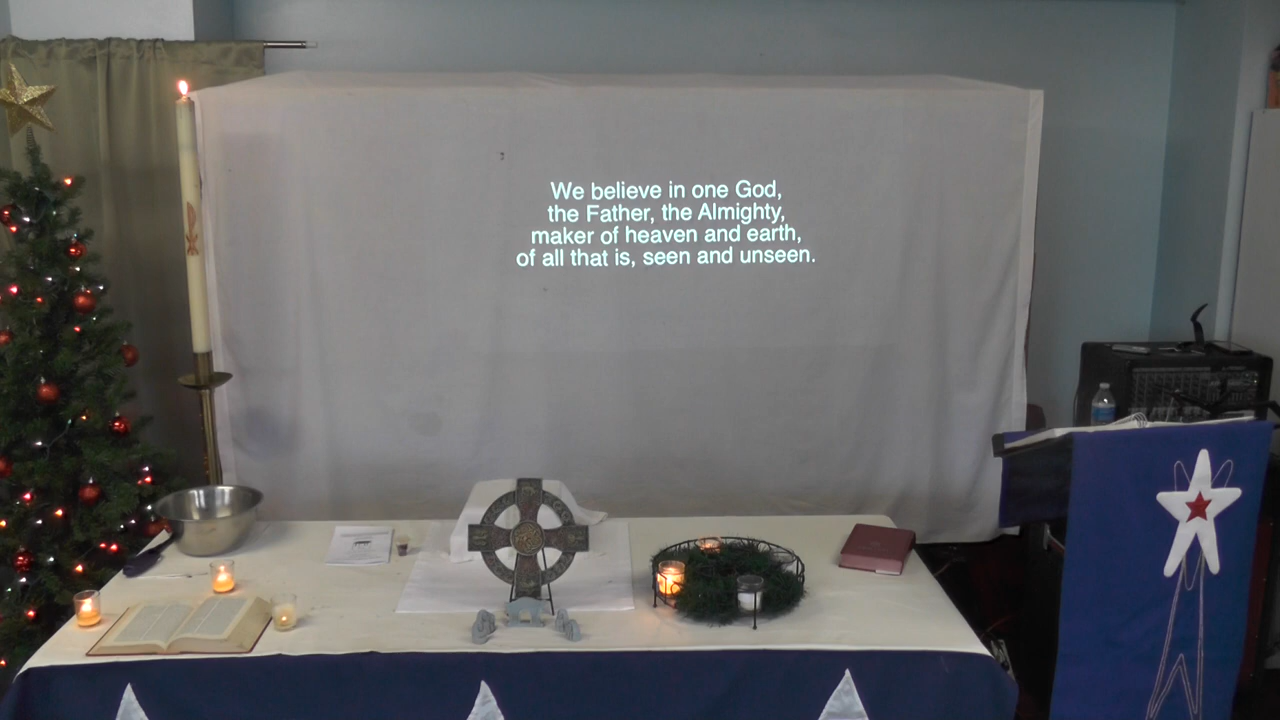 We believe in one God,
the Father, the Almighty,
maker of heaven and earth,
of all that is, seen and unseen.